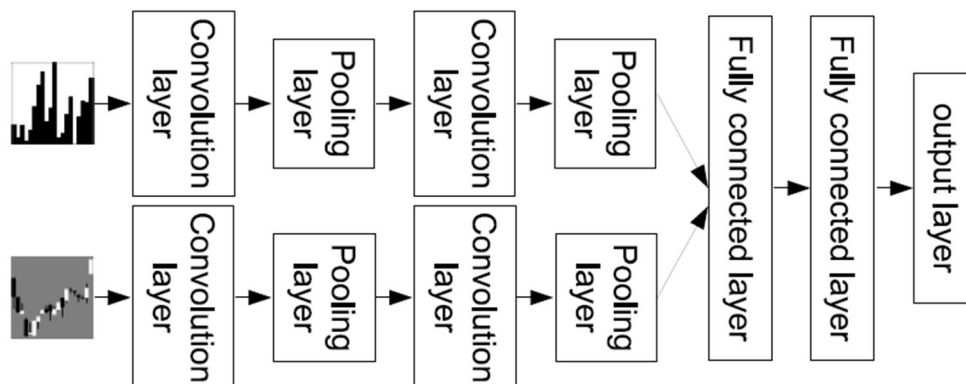 Convolution
layer
Pooling
layer
Convolution
layer
Pooling
layer
Convolution
layer
Pooling
layer
Convolution
layer
Pooling
layer
Fully connected layer
Fully connected layer
output layer